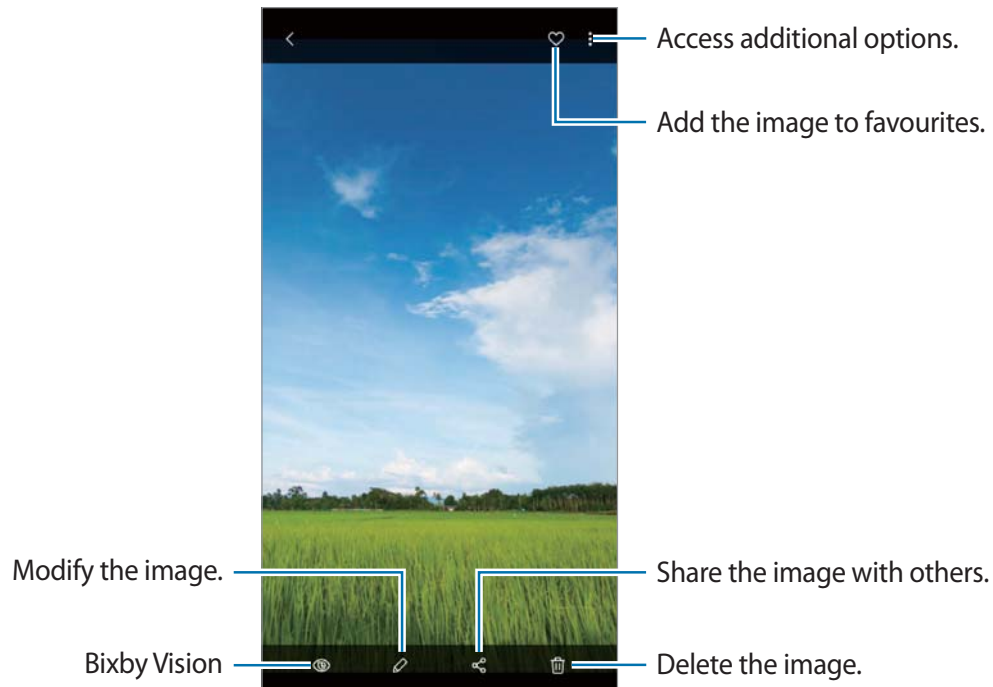 Access additional options.
Add the image to favourites.
Modify the image.
Share the image with others.
Bixby Vision
Delete the image.